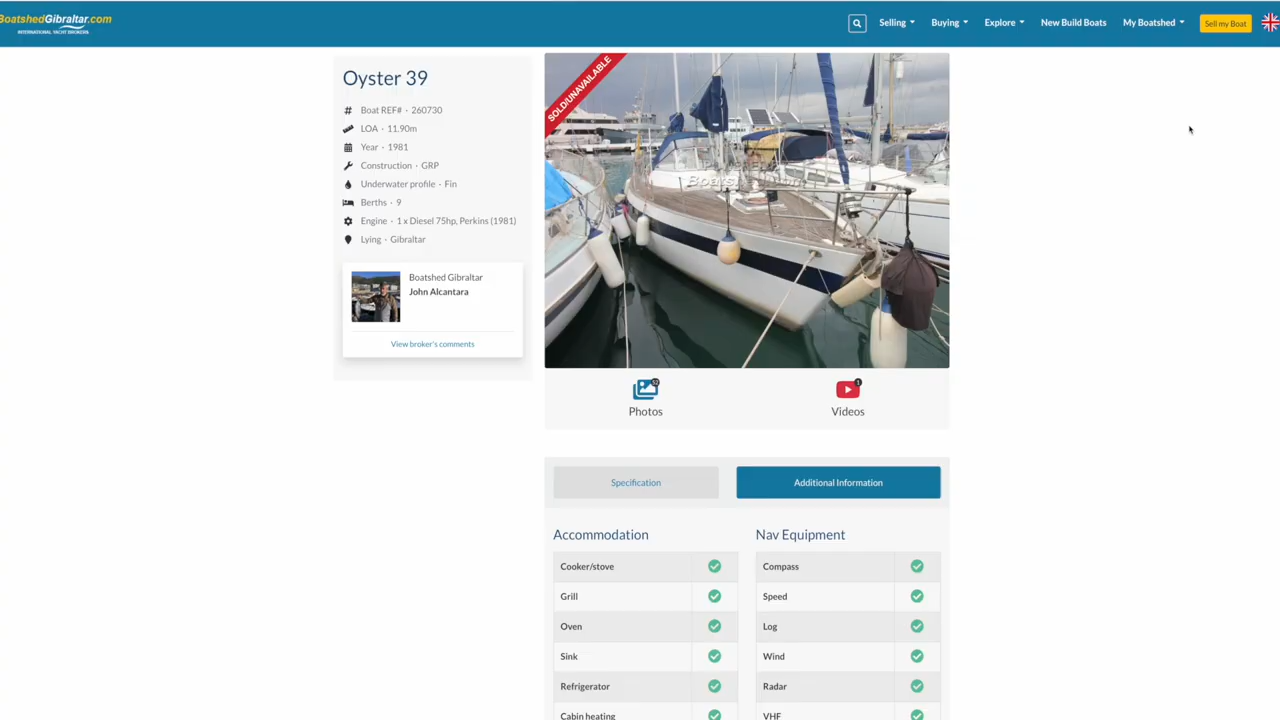 BoatshedGibraltar.com
INTERNATIONAL YACHT BROKERS
Selling
Buying
Explore
New Build Boats
My Boatshed
Sell my Boat
Oyster 39
Boat REF# · 260730
LOA · 11.90m
Year · 1981
Construction · GRP
Underwater profile · Fin
Berths · 9
Engine · 1 x Diesel 75hp, Perkins (1981)
Lying · Gibraltar
Boatshed Gibraltar
John Alcantara
View broker's comments
SOLD/UNAVAILABLE
Boatshed.com
Photos
1
Videos
Specification
Additional Information
Accommodation
Cooker/stove
Grill
Oven
Sink
Refrigerator
Cabin heating
Nav Equipment
Compass
Speed
Log
Wind
Radar
VHF